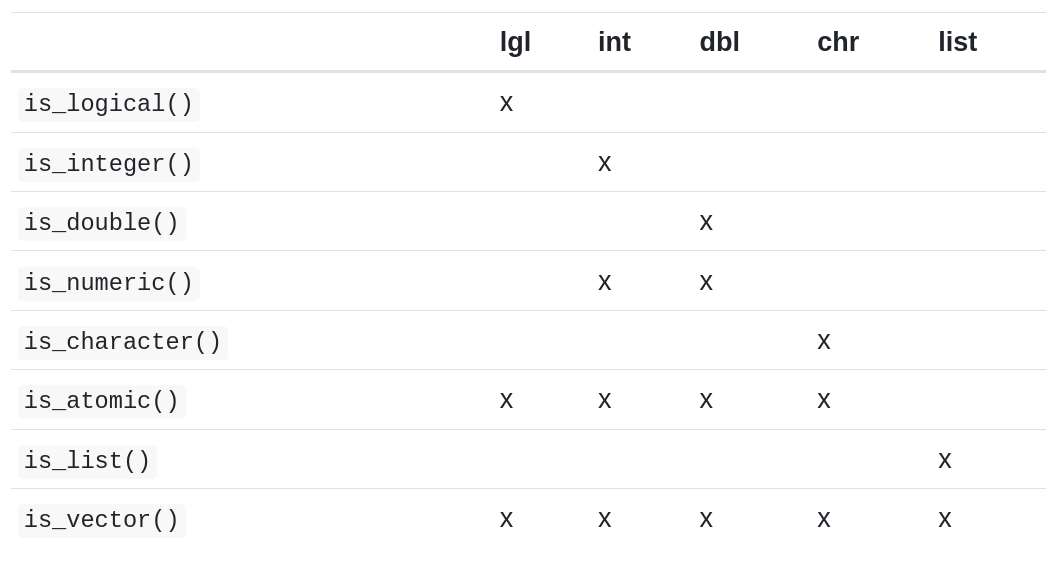 lgl int dbl chr list
is_logical() x
is_integer() x
is_double() x
is_numeric() x x
is_character() x
is_atomic() x x x x
is_list() x
is_vector() x x x x x